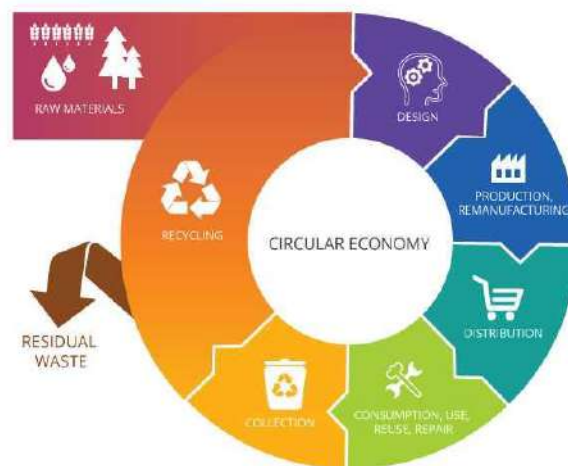 RAW MATERIALS
DESIGN
PRODUCTION,
REMANUFACTURING
RECYCLING
CIRCULAR ECONOMY
DISTRIBUTION
RESIDUAL
WASTE
COLLECTION
CONSUMPTION, USE,
REUSE, REPAIR